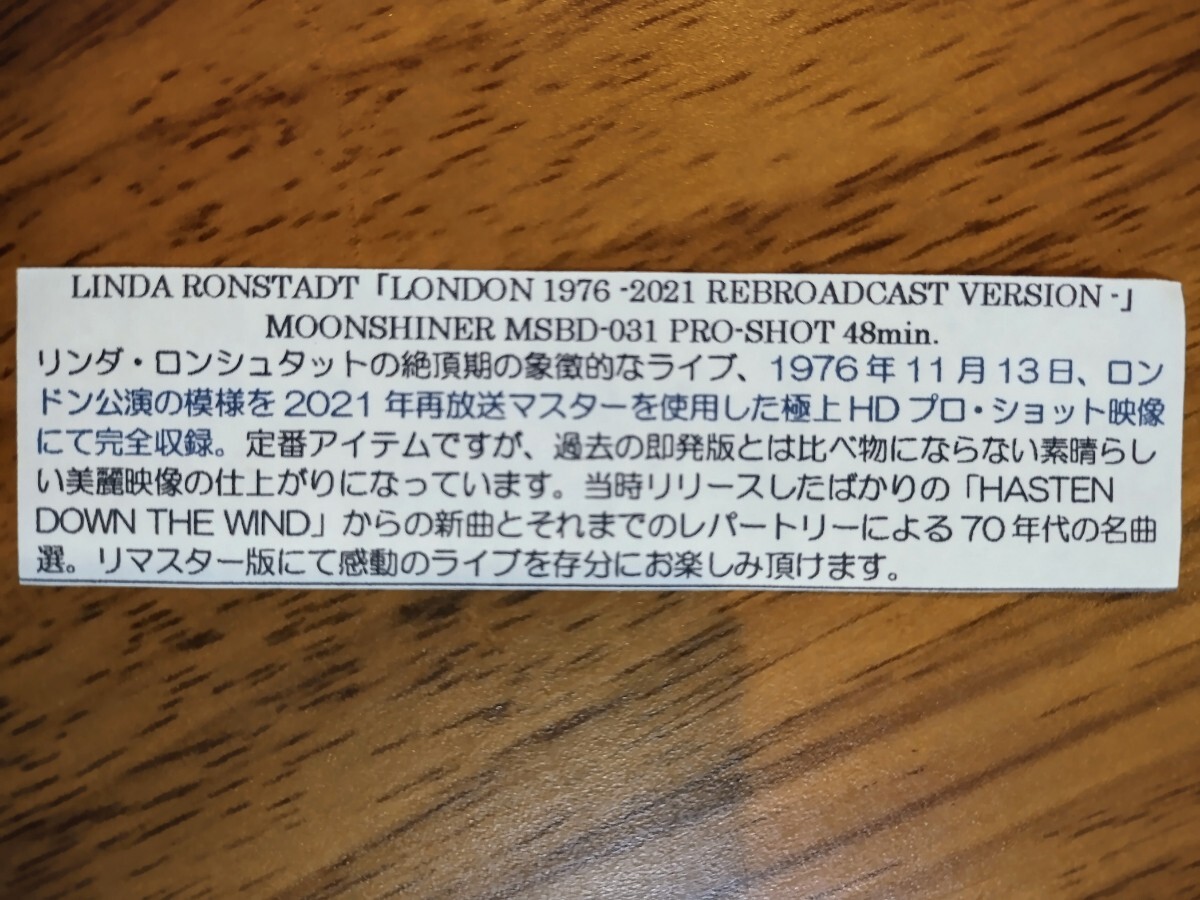 LINDA RONSTADT「LONDON 1976 -2021 REBROADCAST VERSION -」
MOONSHINER MSBD-031 PRO-SHOT 48min.
リンダ・ロンシュタットの絶頂期の象徴的なライブ、1976年11月13日、ロン
ドン公演の模様を2021年再放送マスターを使用した極上HDプロ・ショット映像
にて完全収録。定番アイテムですが、過去の即発版とは比べ物にならない素晴らし
い美麗映像の仕上がりになっています。当時リリースしたばかりの「HASTEN
DOWN THE WIND」からの新曲とそれまでのレパートリーによる70年代の名曲
選。リマスター版にて感動のライブを存分にお楽しみ頂けます。